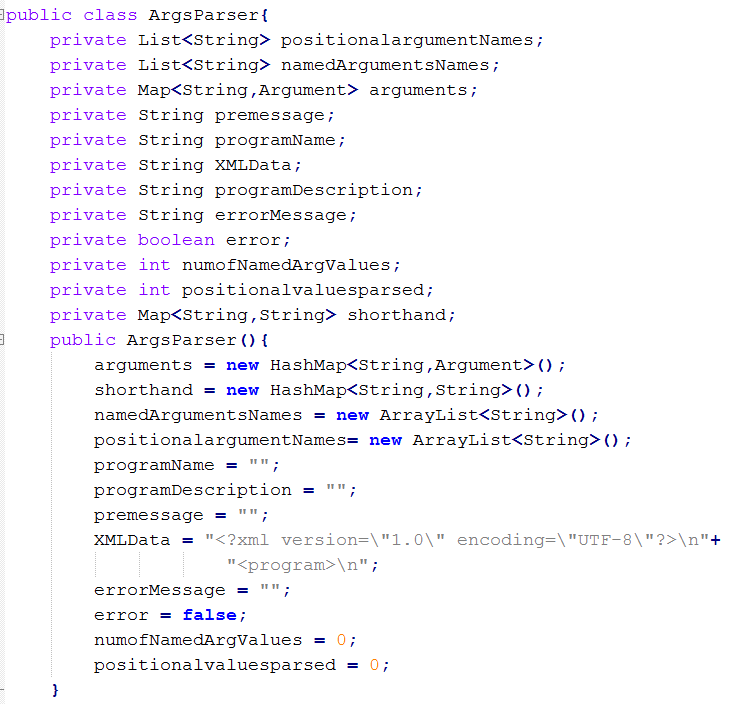 public class ArgsParser{
    private List<String> positionalargumentNames;
    private List<String> namedArgumentsNames;
    private Map<String,Argument> arguments;
    private String premessage;
    private String programName;
    private String XMLData;
    private String programDescription;
    private String errorMessage;
    private boolean error;
    private int numofNamedArgValues;
    private int positionalvaluesparsed;
    private Map<String,String> shorthand;
    public ArgsParser(){
        arguments = new HashMap<String,Argument>();
        shorthand = new HashMap<String,String>();
        namedArgumentsNames = new ArrayList<String>();
        positionalargumentNames= new ArrayList<String>();
        programName = "";
        programDescription = "";
        premessage = "";
        XMLData = "<?xml version=\"1.0\" encoding=\"UTF-8\"?>\n"+
                    "<program>\n";
        errorMessage = "";
        error = false;
        numofNamedArgValues = 0;
        positionalvaluesparsed = 0;
    }